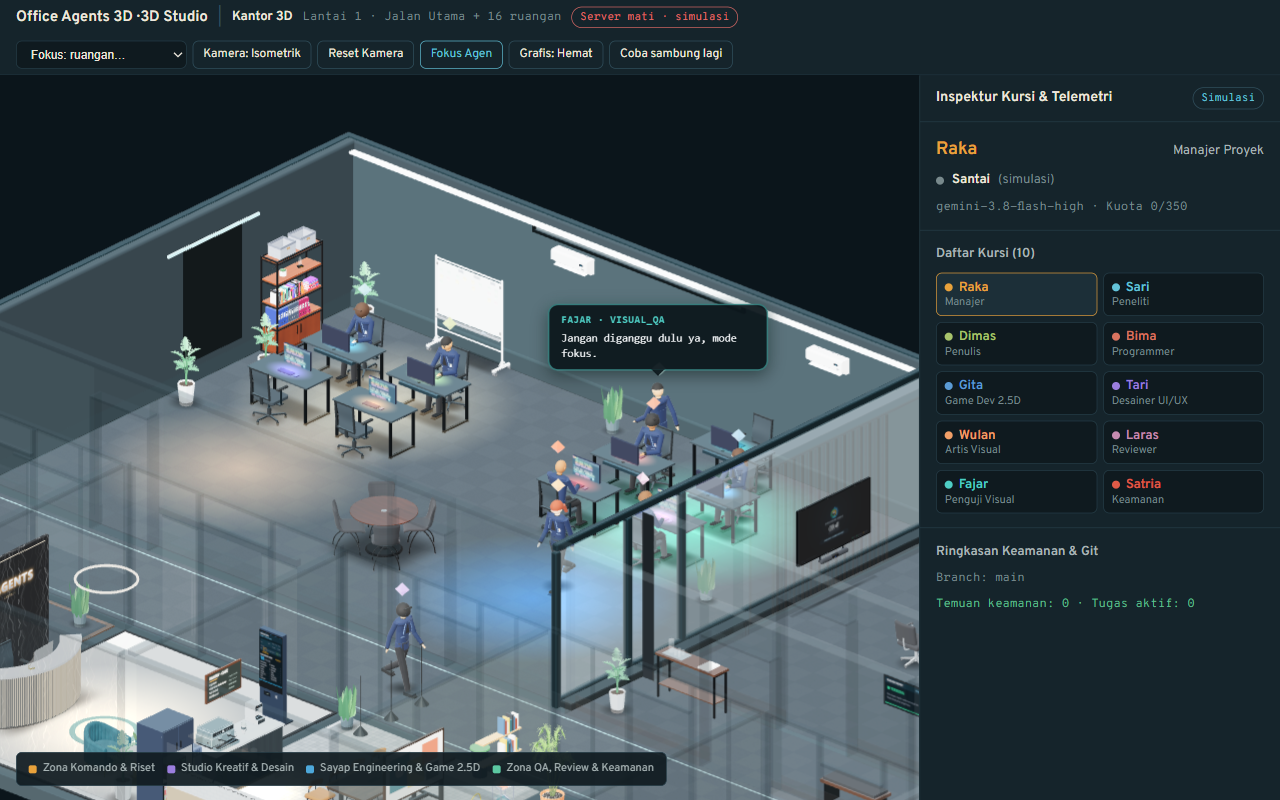 Office Agents 3D ·3D Studio
Kantor 3D
Lantai 1 · Jalan Utama + 16 ruangan
Server mati · simulasi
Fokus: ruangan...
Kamera: Isometrik
Reset Kamera
Fokus Agen
Grafis: Hemat
Coba sambung lagi
FAJAR · VISUAL_QA
Jangan diganggu dulu ya, mode
fokus.
AGENTS
Zona Komando & Riset
Studio Kreatif & Desain
Sayap Engineering & Game 2.5D
Zona QA, Review & Keamanan
Inspektur Kursi & Telemetri
Simulasi
Raka
Manajer Proyek
Santai (simulasi)
gemini-3.8-flash-high · Kuota 0/350
Daftar Kursi (10)
Raka
Manajer
Sari
Peneliti
Dimas
Penulis
Bima
Programmer
Gita
Game Dev 2.5D
Tari
Desainer UI/UX
Wulan
Artis Visual
Laras
Reviewer
Fajar
Penguji Visual
Satria
Keamanan
Ringkasan Keamanan & Git
Branch: main
Temuan keamanan: 0 · Tugas aktif: 0